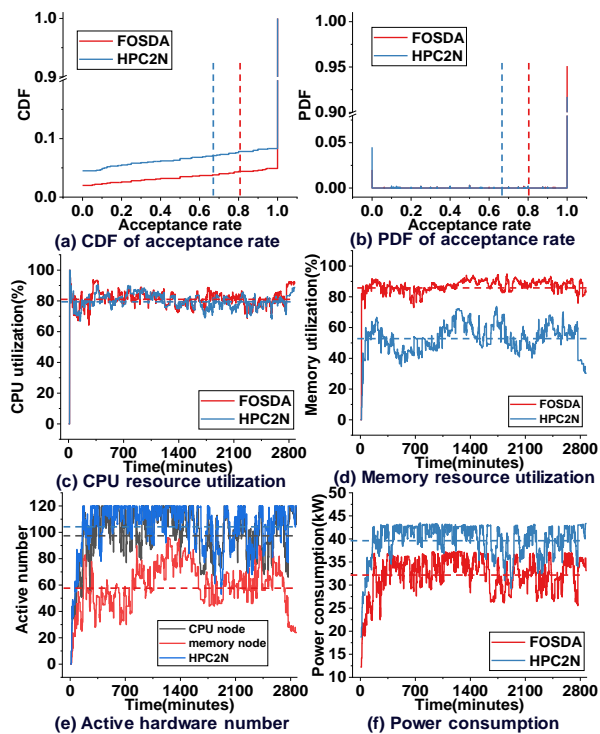 1.0
0.9
0.1
0.0
CDF
FOSDA
HPC2N
0.0 0.2 0.4 0.6 0.8 1.0
Acceptance rate
(a) CDF of acceptance rate
1.00
0.95
0.90
0.05
0.00
PDF
FOSDA
HPC2N
0.0 0.2 0.4 0.6 0.8 1.0
Acceptance rate
(b) PDF of acceptance rate
100
80
60
40
20
0
CPU utilization(%)
FOSDA
HPC2N
0 700 1400 2100 2800
Time(minutes)
(c) CPU resource utilization
100
80
60
40
20
0
Memory utilization(%)
FOSDA
HPC2N
0 700 1400 2100 2800
Time(minutes)
(d) Memory resource utilization
120
100
80
60
40
20
0
Active number
CPU node
memory node
HPC2N
0 700 1400 2100 2800
Time(minutes)
(e) Active hardware number
50
45
40
35
30
25
20
15
10
Power consumption(kW)
FOSDA
HPC2N
0 700 1400 2100 2800
Time(minutes)
(f) Power consumption